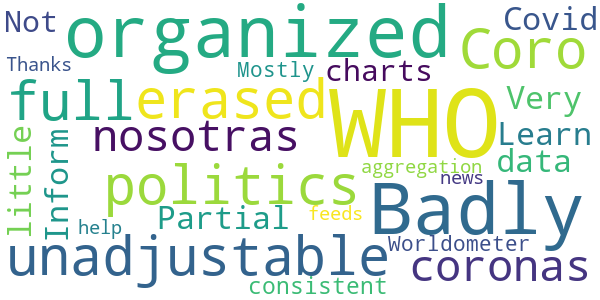 Not
organized
WHO
Coro
Covid
Thanks
Mostly
charts
full
erased
Very
nosotras
Learn
little
Inform
data
aggregation
politics
news
Badly
Partial
feeds
help
unadjustable
Worldometer
coronas
consistent